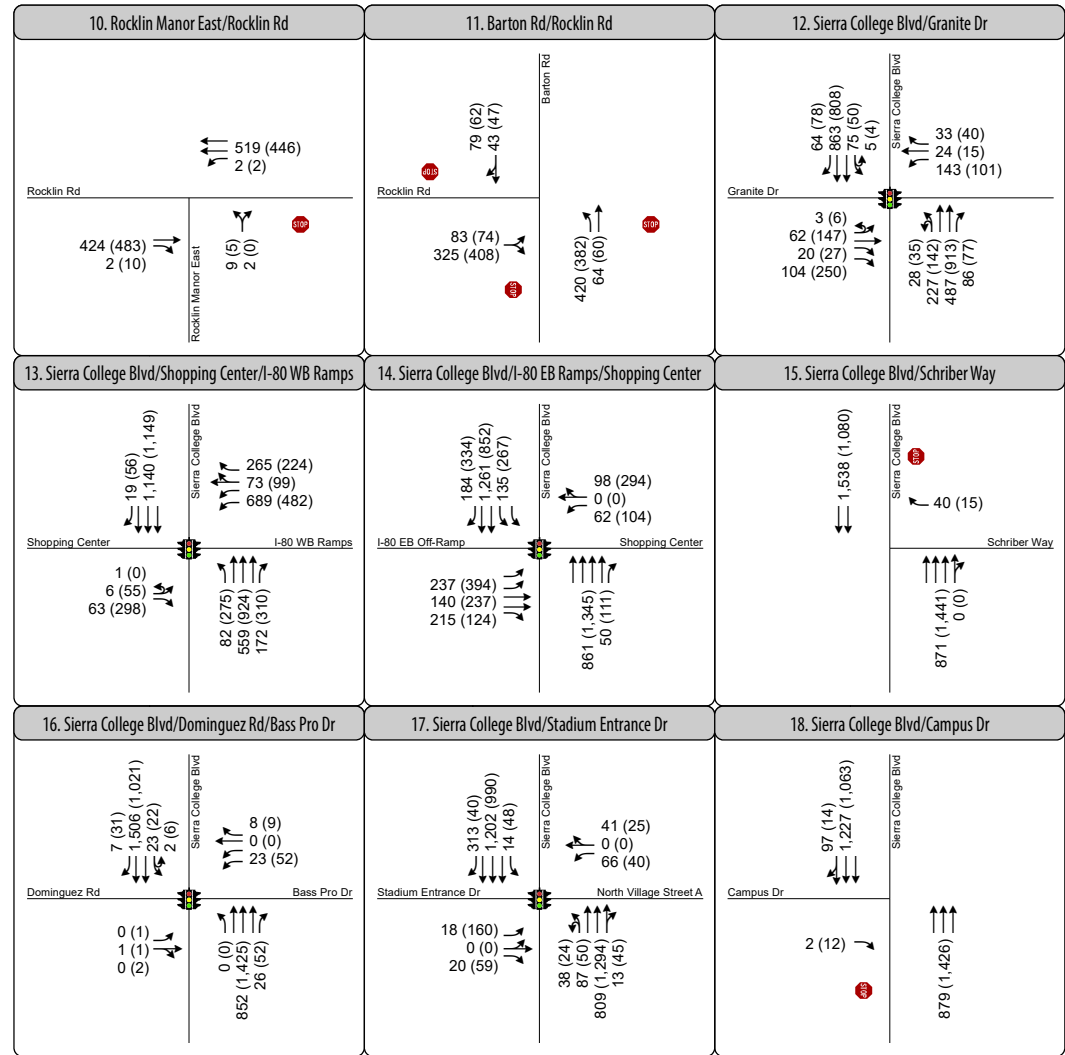 10. Rocklin Manor East/Rocklin Rd
519 (446)
2 (2)
Rocklin Rd
424 (483)
2 (10)
Rocklin Manor East
9 (5)
2 (0)
STOP
11. Barton Rd/Rocklin Rd
Barton Rd
79 (62)
43 (47)
STOP
Rocklin Rd
83 (74)
325 (408)
STOP
420 (382)
64 (60)
STOP
12. Sierra College Blvd/Granite Dr
64 (78)
863 (808)
75 (50)
5 (4)
Sierra College Blvd
33 (40)
24 (15)
143 (101)
Granite Dr
3 (6)
62 (147)
20 (27)
104 (250)
28 (35)
227 (142)
487 (913)
86 (77)
13. Sierra College Blvd/Shopping Center/I-80 WB Ramps
19 (56)
1,140 (1,149)
Sierra College Blvd
265 (224)
73 (99)
689 (482)
Shopping Center
I-80 WB Ramps
1 (0)
6 (55)
63 (298)
82 (275)
559 (924)
172 (310)
14. Sierra College Blvd/I-80 EB Ramps/Shopping Center
184 (334)
1,261 (852)
135 (267)
Sierra College Blvd
98 (294)
0 (0)
62 (104)
I-80 EB Off-Ramp
Shopping Center
237 (394)
140 (237)
215 (124)
861 (1,345)
50 (111)
15. Sierra College Blvd/Schriber Way
1,538 (1,080)
Sierra College Blvd
STOP
40 (15)
Schriber Way
871 (1,441)
0 (0)
16. Sierra College Blvd/Dominguez Rd/Bass Pro Dr
7 (31)
1,506 (1,021)
23 (22)
2 (6)
Sierra College Blvd
8 (9)
0 (0)
23 (52)
Dominguez Rd
Bass Pro Dr
0 (1)
1 (1)
0 (2)
0 (0)
852 (1,425)
26 (52)
17. Sierra College Blvd/Stadium Entrance Dr
313 (40)
1,202 (990)
14 (48)
Sierra College Blvd
41 (25)
0 (0)
66 (40)
Stadium Entrance Dr
North Village Street A
18 (160)
0 (0)
20 (59)
38 (24)
87 (50)
809 (1,294)
13 (45)
18. Sierra College Blvd/Campus Dr
97 (14)
1,227 (1,063)
Sierra College Blvd
Campus Dr
2 (12)
STOP
879 (1,426)